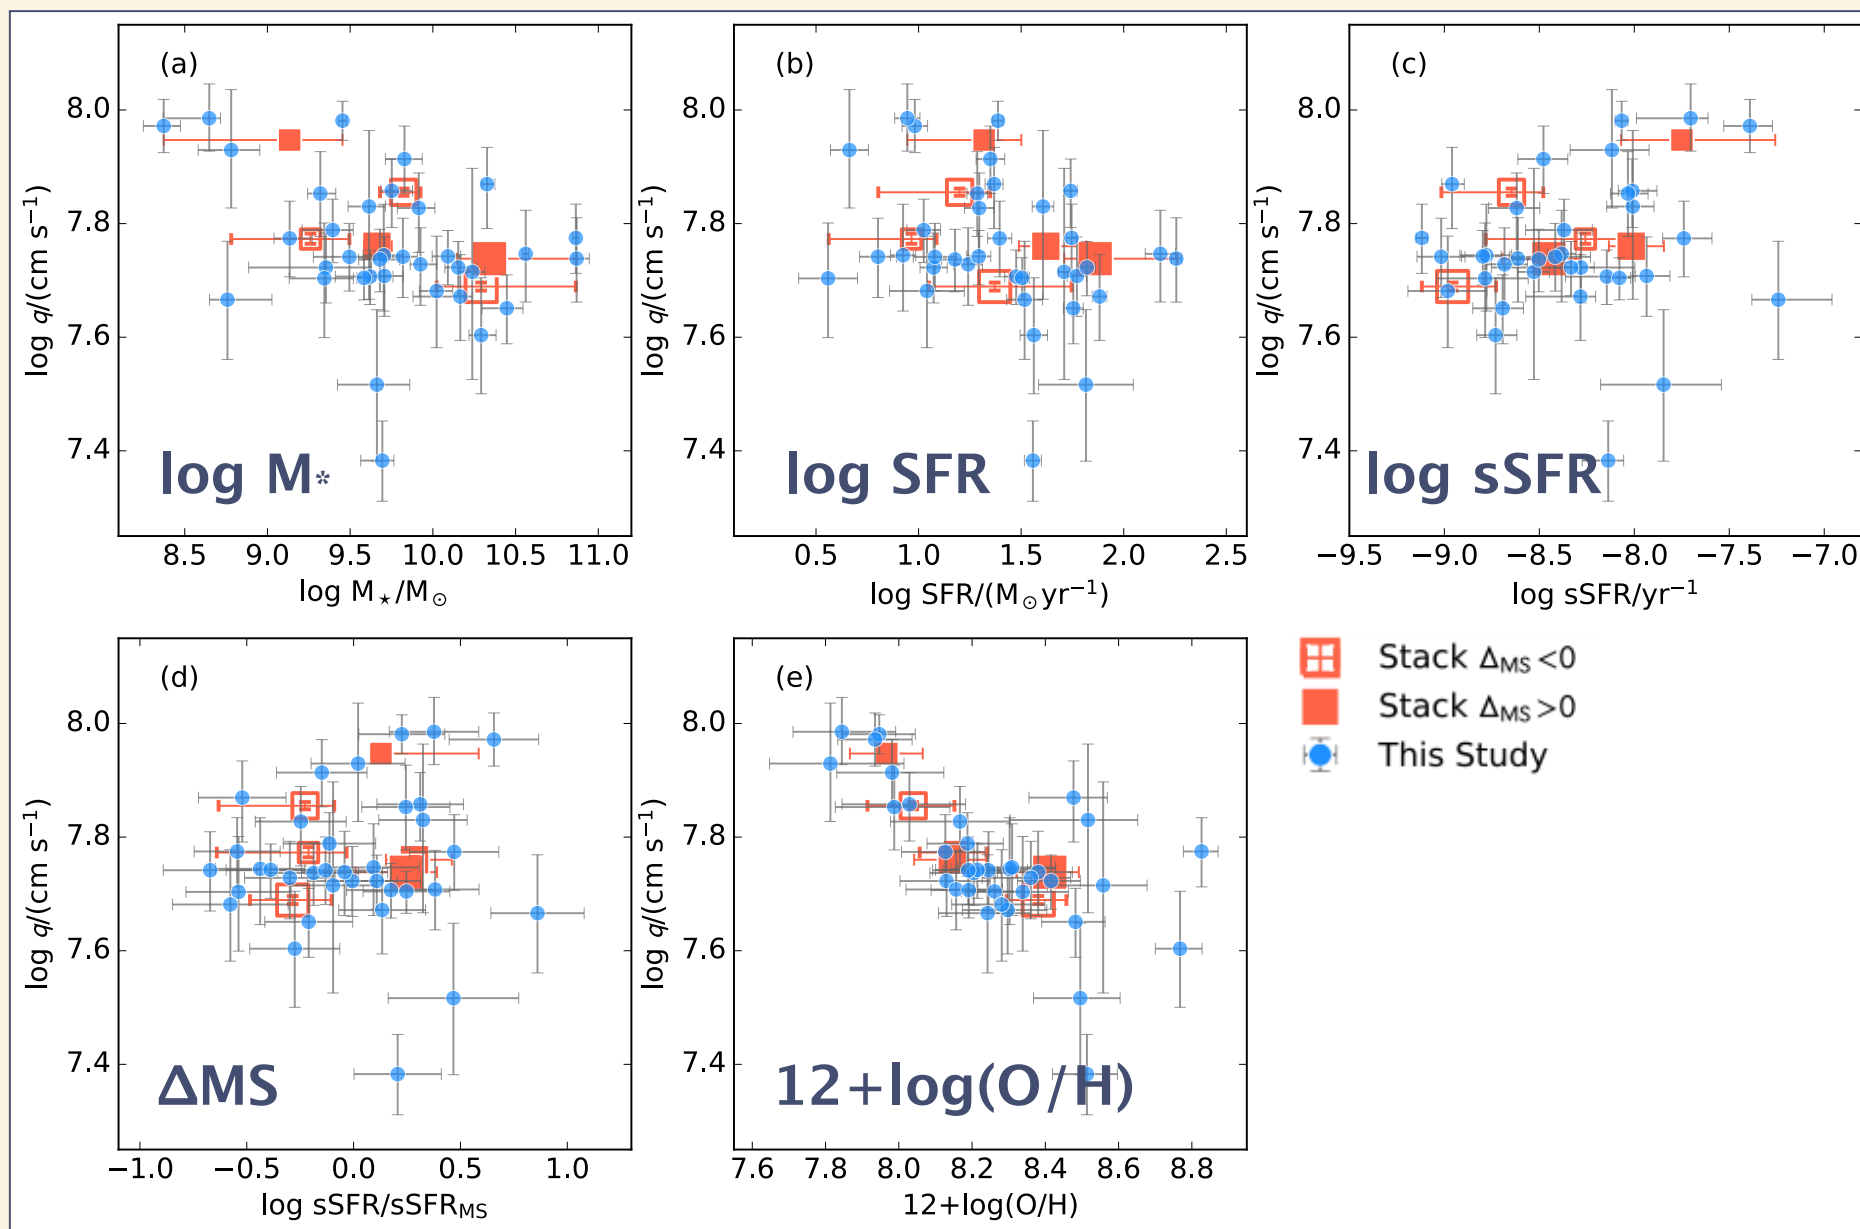 (a)
8.0
7.8
7.6
7.4
log q/(cm s⁻¹)
log M*
8.5 9.0 9.5 10.0 10.5 11.0
log M⋆/M⊙
(b)
8.0
7.8
7.6
7.4
log q/(cm s⁻¹)
log SFR
0.5 1.0 1.5 2.0 2.5
log SFR/(M⊙yr⁻¹)
(c)
8.0
7.8
7.6
7.4
log q/(cm s⁻¹)
log sSFR
−9.5 −9.0 −8.5 −8.0 −7.5 −7.0
log sSFR/yr⁻¹
(d)
8.0
7.8
7.6
7.4
log q/(cm s⁻¹)
ΔMS
−1.0 −0.5 0.0 0.5 1.0
log sSFR/sSFRMS
(e)
8.0
7.8
7.6
7.4
log q/(cm s⁻¹)
12+log(O/H)
7.6 7.8 8.0 8.2 8.4 8.6 8.8
12+log(O/H)
Stack ΔMS<0
Stack ΔMS>0
This Study